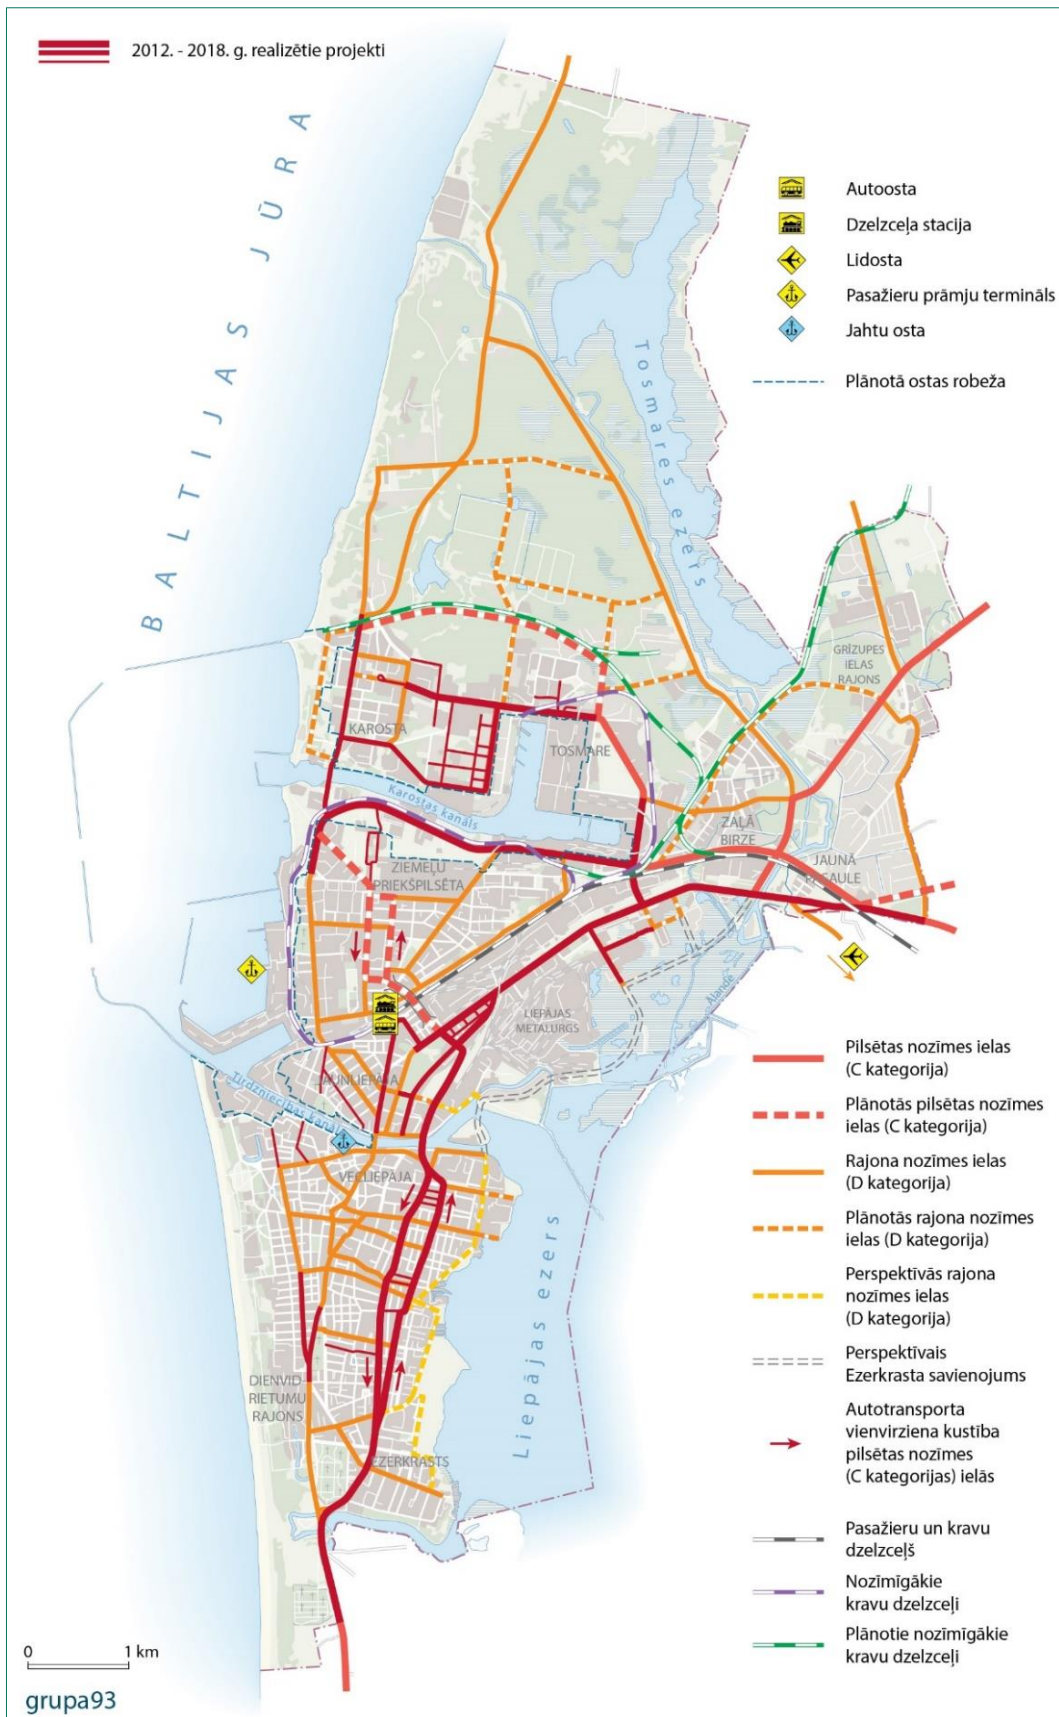 2012. - 2018. g. realizētie projekti
BALTIJAS JŪRA
Autoosta
Dzelzceļa stacija
Lidosta
Pasažieru prāmju termināls
Jahtu osta
Plānotā ostas robeža
Tosmares ezers
GRĪZUPES
IELAS
RAJONS
KAROSTA
TOSMARE
Karostas kanāls
ZAĻĀ
BIRZE
ZIEMEĻU
PRIEKŠPILSĒTA
JAUNĀ
PASAULE
Ālande
LIEPĀJAS
METALURGS
JAUNLIEPĀJA
Tirdzniecības kanāls
VECLIEPĀJA
Liepājas ezers
DIENVID-
RIETUMU
RAJONS
EZERKRASTS
Pilsētas nozīmes ielas
(C kategorija)
Plānotās pilsētas nozīmes
ielas (C kategorija)
Rajona nozīmes ielas
(D kategorija)
Plānotās rajona nozīmes
ielas (D kategorija)
Perspektīvās rajona
nozīmes ielas
(D kategorija)
Perspektīvais
Ezerkrasta savienojums
Autotransporta
vienvirziena kustība
pilsētas nozīmes
(C kategorijas) ielās
Pasažieru un kravu
dzelzceļš
Nozīmīgākie
kravu dzelzceļi
Plānotie nozīmīgākie
kravu dzelzceļi
0 1 km
grupa93